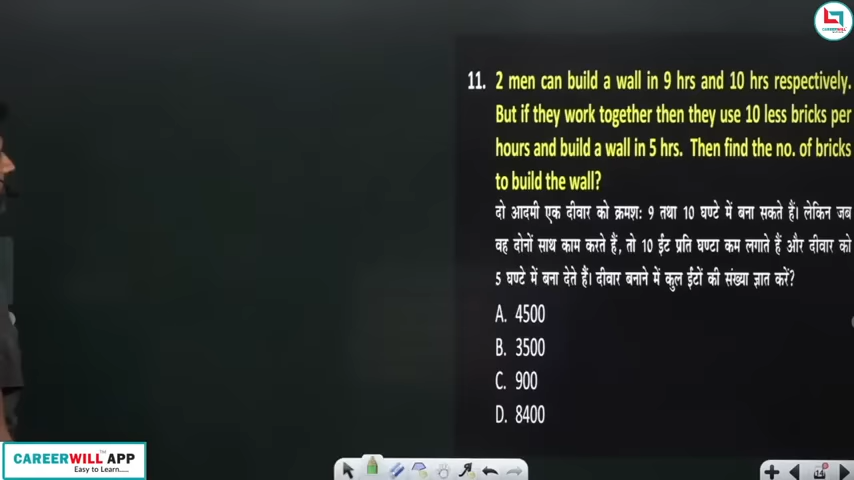 CAREERWILL
11. 2 men can build a wall in 9 hrs and 10 hrs respectively.
But if they work together then they use 10 less bricks per
hours and build a wall in 5 hrs. Then find the no. of bricks
to build the wall?
दो आदमी एक दीवार को क्रमश: 9 तथा 10 घण्टे में बना सकते हैं। लेकिन जब
वह दोनों साथ काम करते हैं, तो 10 ईंट प्रति घण्टा कम लगाते हैं और दीवार को
5 घण्टे में बना देते हैं। दीवार बनाने में कुल ईंटों की संख्या ज्ञात करें?
A. 4500
B. 3500
C. 900
D. 8400
CAREERWILL APP
Easy to Learn.....